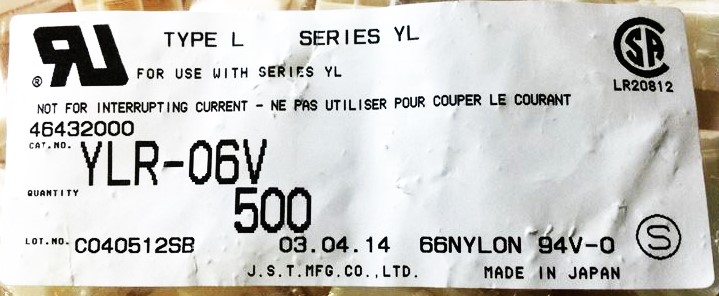 TYPE L SERIES YL
FOR USE WITH SERIES YL
LR20812
NOT FOR INTERRUPTING CURRENT - NE PAS UTILISER POUR COUPER LE COURANT
46432000
CAT.NO. YLR-06V
QUANTITY 500
LOT.NO. C040512SB 03.04.14 66NYLON 94V-0 S
J.S.T.MFG.CO.,LTD. MADE IN JAPAN